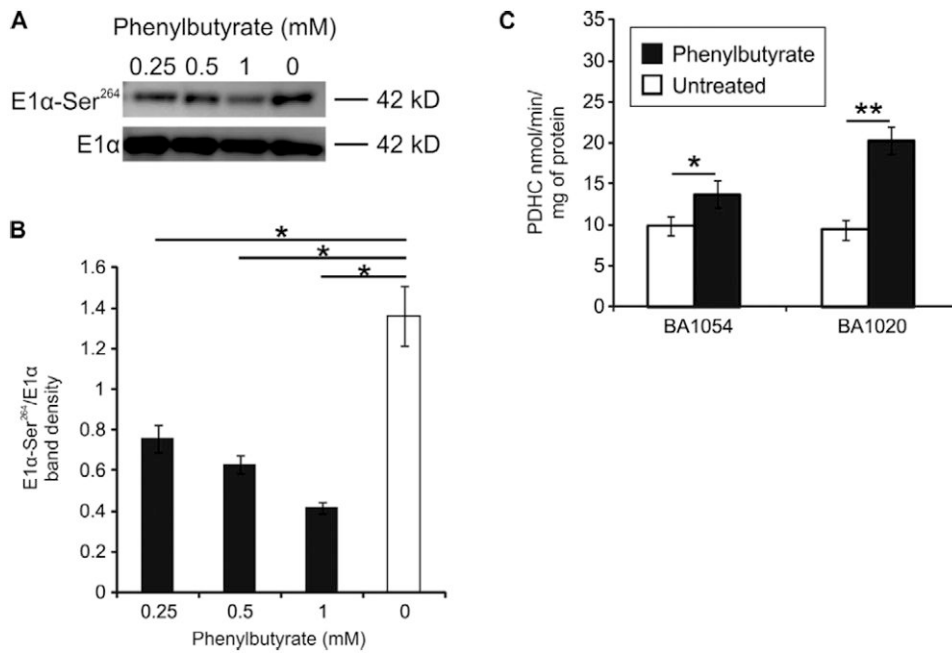 A
Phenylbutyrate (mM)
0.25 0.5 1 0
E1α-Ser²⁶⁴ 42 kD
E1α 42 kD
B
* 
*
*
1.6
1.4
1.2
1
0.8
0.6
0.4
0.2
0
E1α-Ser²⁶⁴/E1α
band density
0.25 0.5 1 0
Phenylbutyrate (mM)
C
35
30
25
20
15
10
5
0
PDHC nmol/min/
mg of protein
Phenylbutyrate
Untreated
*
**
BA1054 BA1020